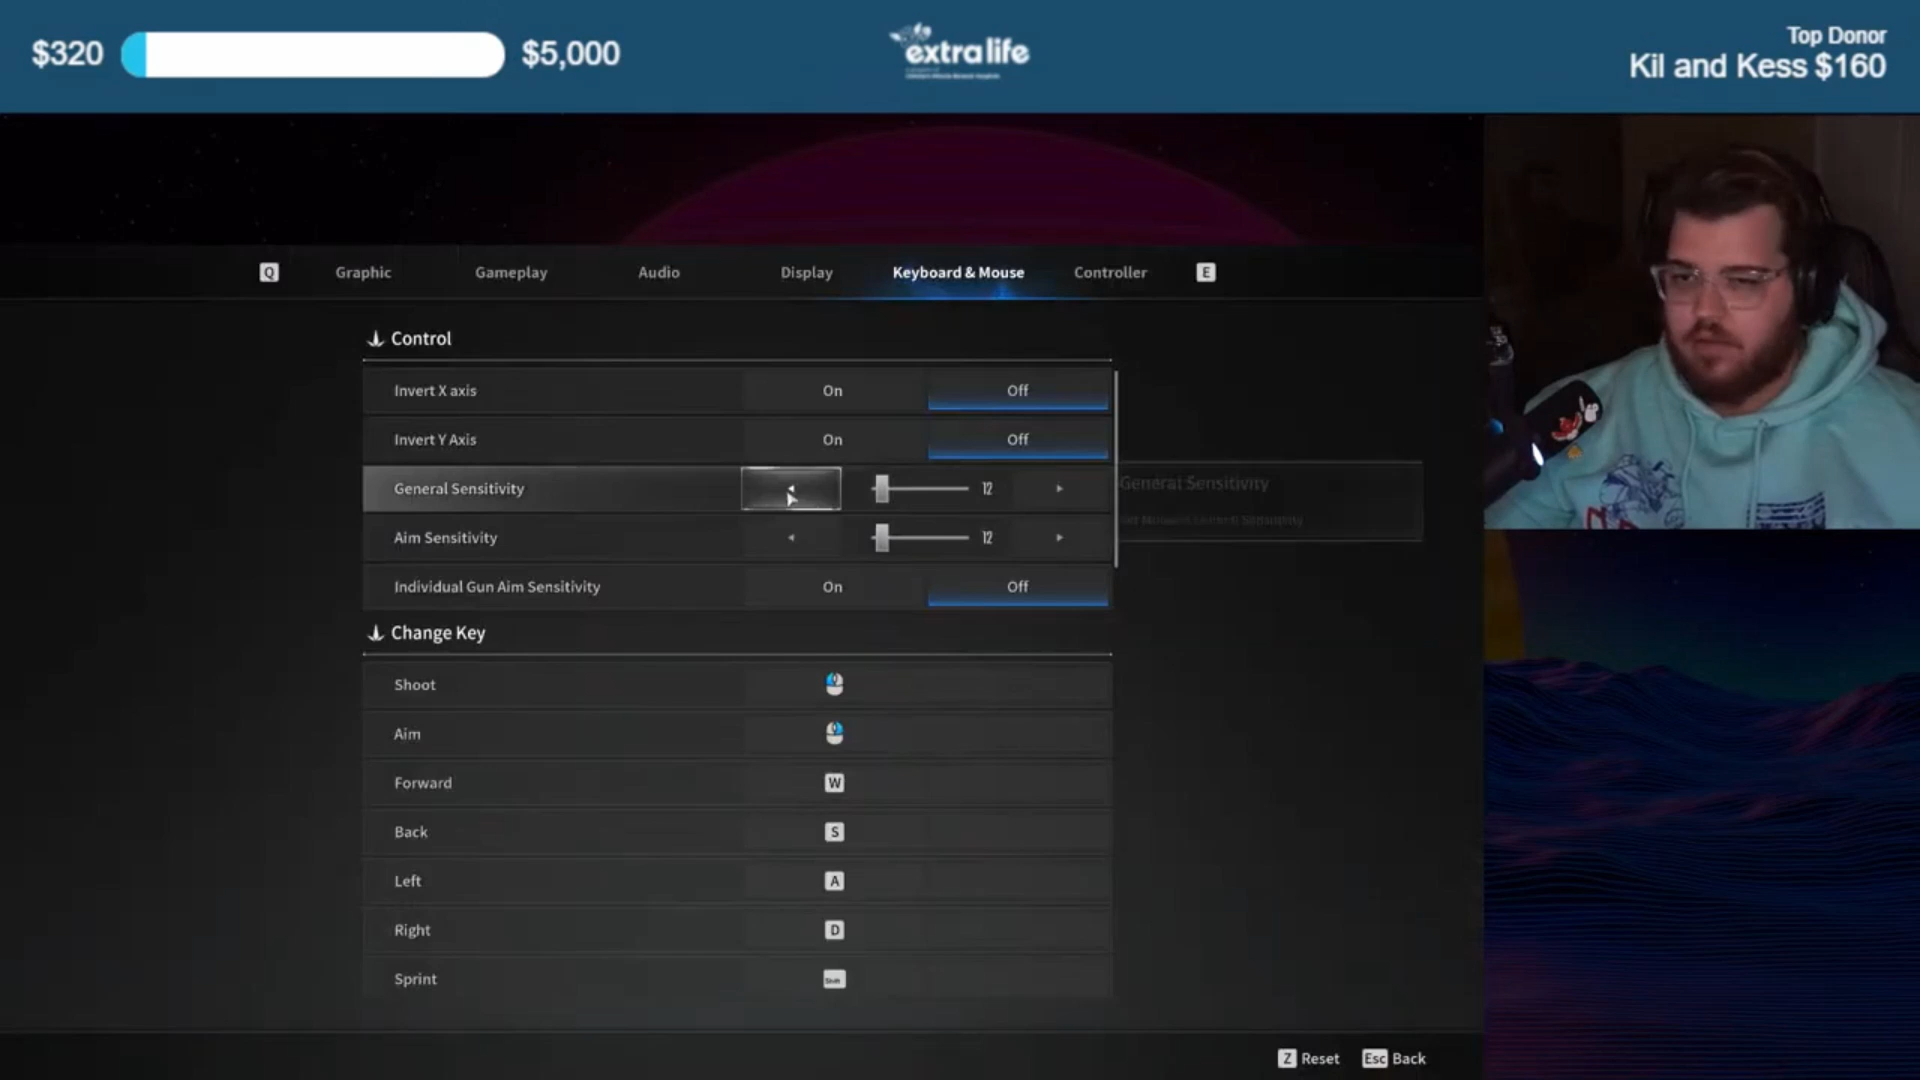 $320
$5,000
extralife
Top Donor
Kil and Kess $160
Q
Graphic
Gameplay
Audio
Display
Keyboard & Mouse
Controller
E
Control
Invert X axis
On
Off
Invert Y Axis
On
Off
General Sensitivity
12
General Sensitivity
Aim Sensitivity
12
Individual Gun Aim Sensitivity
On
Off
Change Key
Shoot
Aim
Forward
W
Back
S
Left
A
Right
D
Sprint
Shift
Z Reset
Esc Back